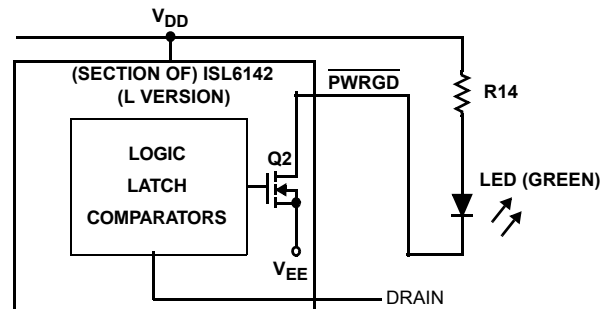 VDD
(SECTION OF) ISL6142
(L VERSION)
PWRGD
R14
LOGIC
LATCH
COMPARATORS
Q2
LED (GREEN)
VEE
DRAIN